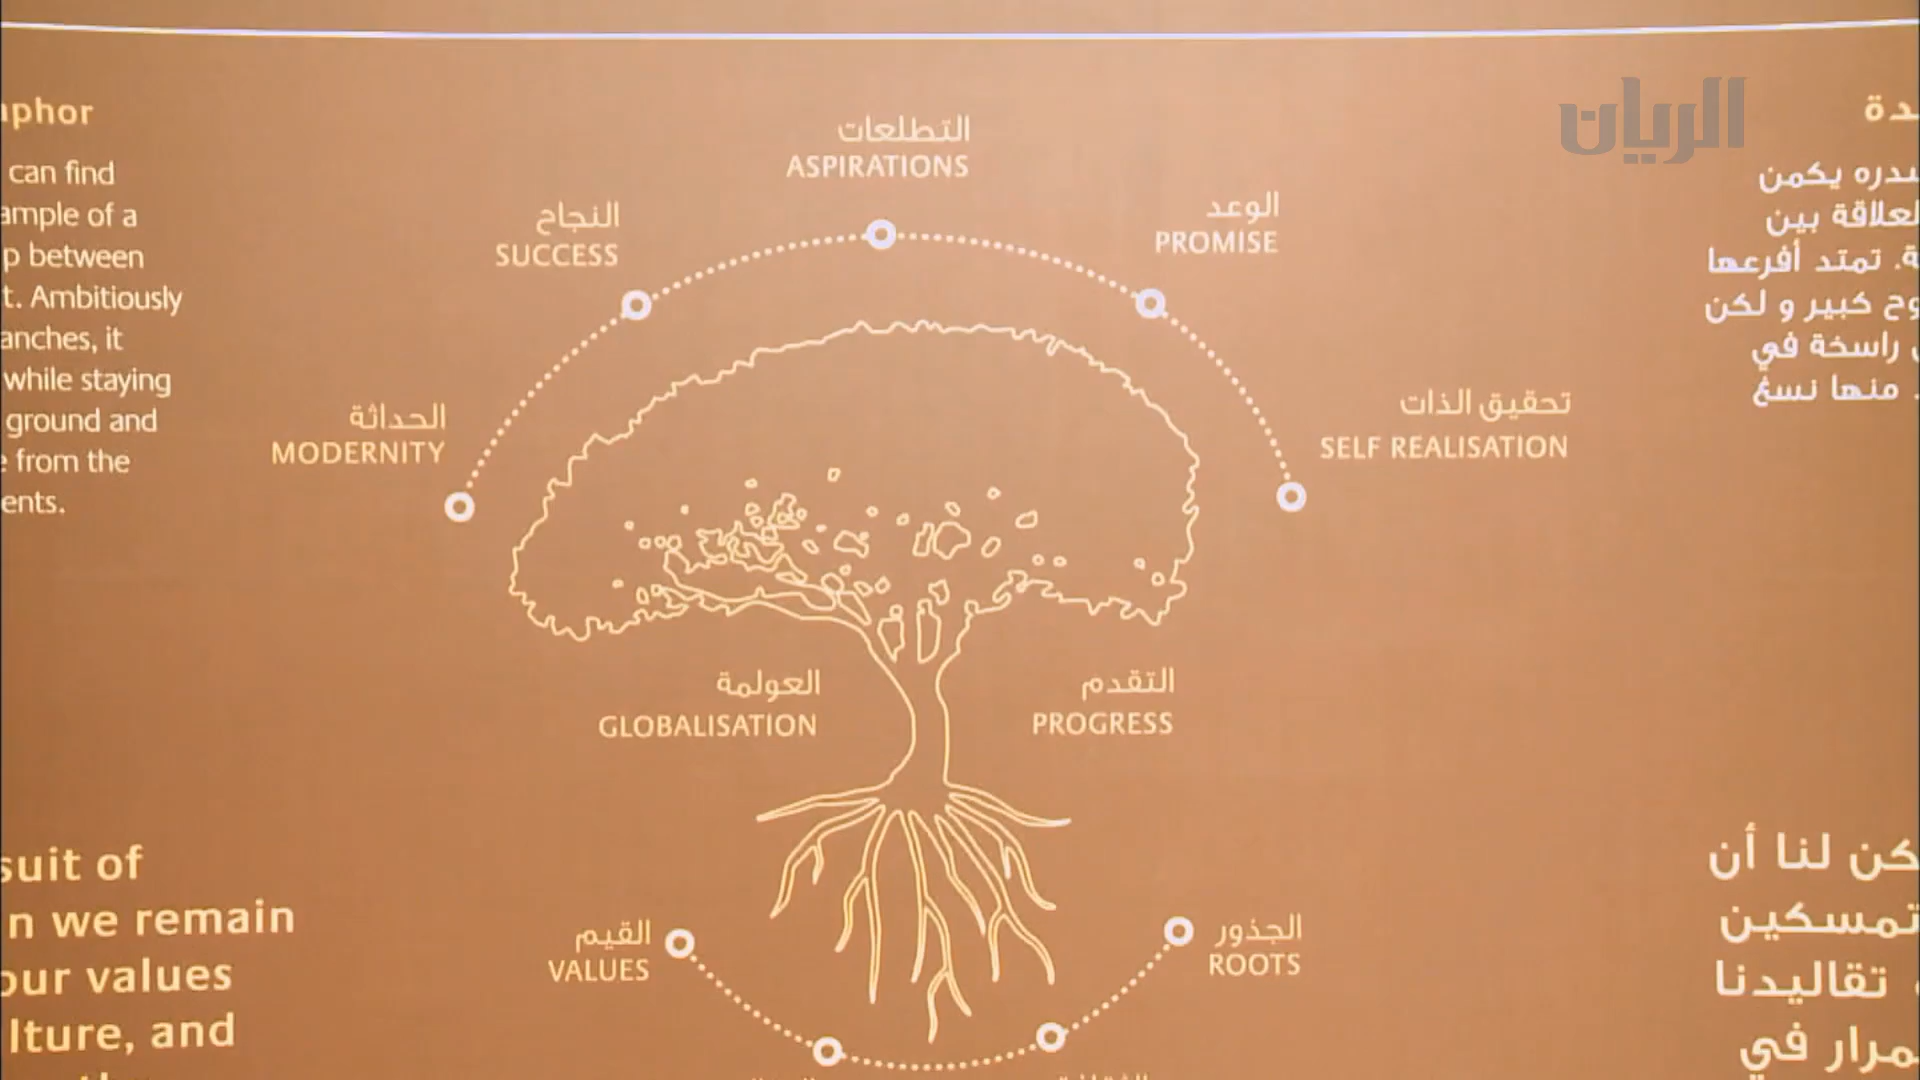 الريان
aphor
can find
ample of a
p between
t. Ambitiously
anches, it
while staying
ground and
e from the
ents.
التطلعات
ASPIRATIONS
النجاح
SUCCESS
الوعد
PROMISE
الحداثة
MODERNITY
تحقيق الذات
SELF REALISATION
العولمة
GLOBALISATION
التقدم
PROGRESS
القيم
VALUES
الجذور
ROOTS
دة
سدره يكمن
لعلاقة بين
ة. تمتد أفرعها
وح كبير و لكن
راسخة في
. منها نسغ
suit of
n we remain
our values
lture, and
كن لنا أن
تمسكين
تقاليدنا
مرار في